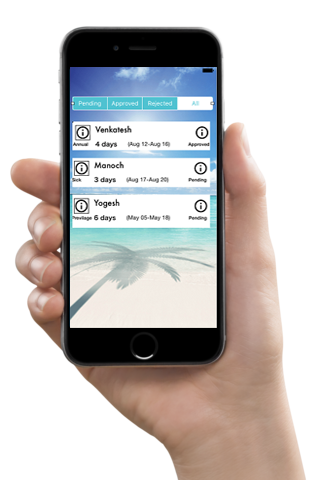 Pending Approved Rejected All
Venkatesh
Annual 4 days (Aug 12-Aug 16) Approved
Manoch
Sick 3 days (Aug 17-Aug 20) Pending
Yogesh
Previlage 6 days (May 05-May 18) Pending